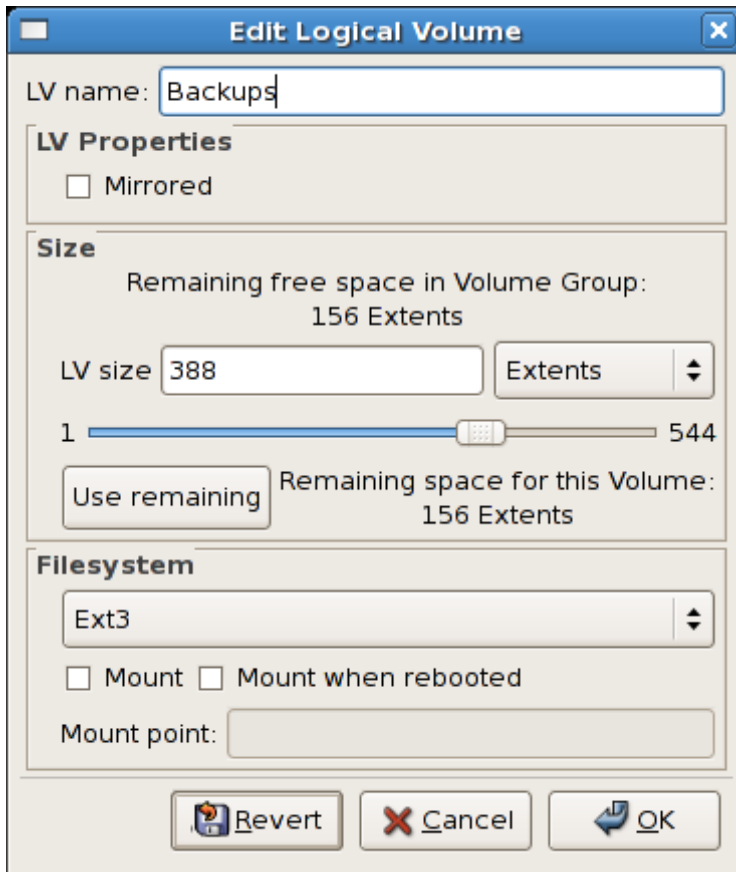 Edit Logical Volume
LV name: Backups
LV Properties
Mirrored
Size
Remaining free space in Volume Group:
156 Extents
LV size 388 Extents
1 544
Use remaining
Remaining space for this Volume:
156 Extents
Filesystem
Ext3
Mount Mount when rebooted
Mount point:
Revert Cancel OK